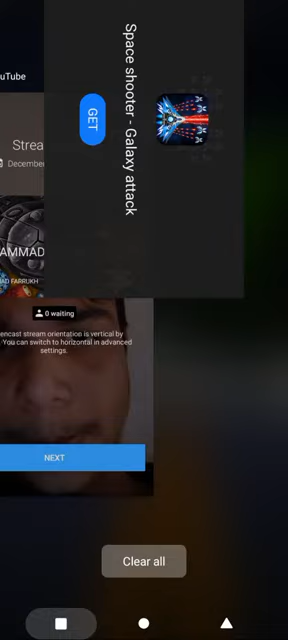 uTube
Space shooter - Galaxy attack
GET
Strea
Decembe
AMMAD
AD FARRUKH
0 waiting
encast stream orientation is vertical by
You can switch to horizontal in advanced
settings.
NEXT
Clear all